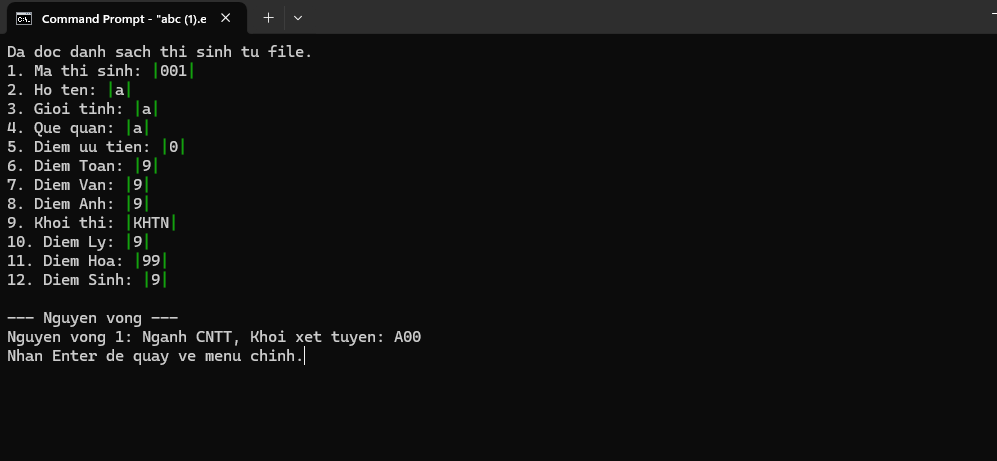 Command Prompt - "abc (1).e
Da doc danh sach thi sinh tu file.
1. Ma thi sinh: |001|
2. Ho ten: |a|
3. Gioi tinh: |a|
4. Que quan: |a|
5. Diem uu tien: |0|
6. Diem Toan: |9|
7. Diem Van: |9|
8. Diem Anh: |9|
9. Khoi thi: |KHTN|
10. Diem Ly: |9|
11. Diem Hoa: |99|
12. Diem Sinh: |9|
--- Nguyen vong ---
Nguyen vong 1: Nganh CNTT, Khoi xet tuyen: A00
Nhan Enter de quay ve menu chinh.